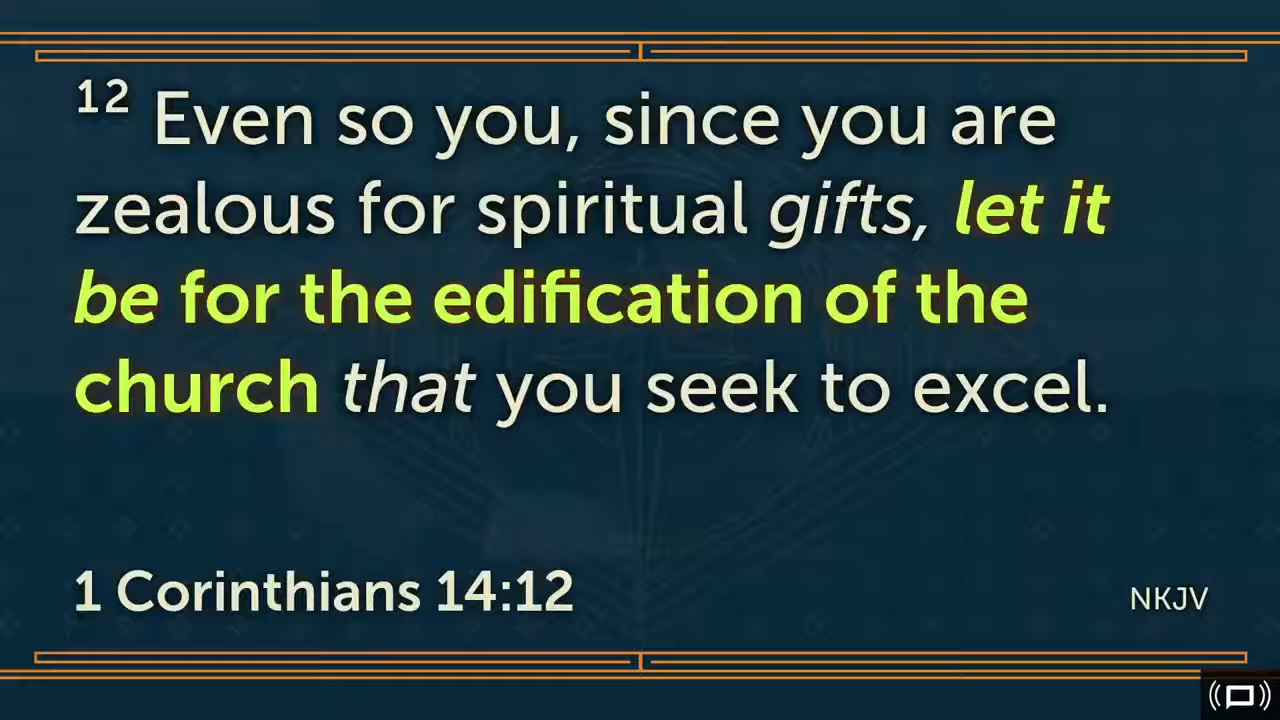 12 Even so you, since you are
zealous for spiritual gifts, let it
be for the edification of the
church that you seek to excel.
1 Corinthians 14:12
NKJV